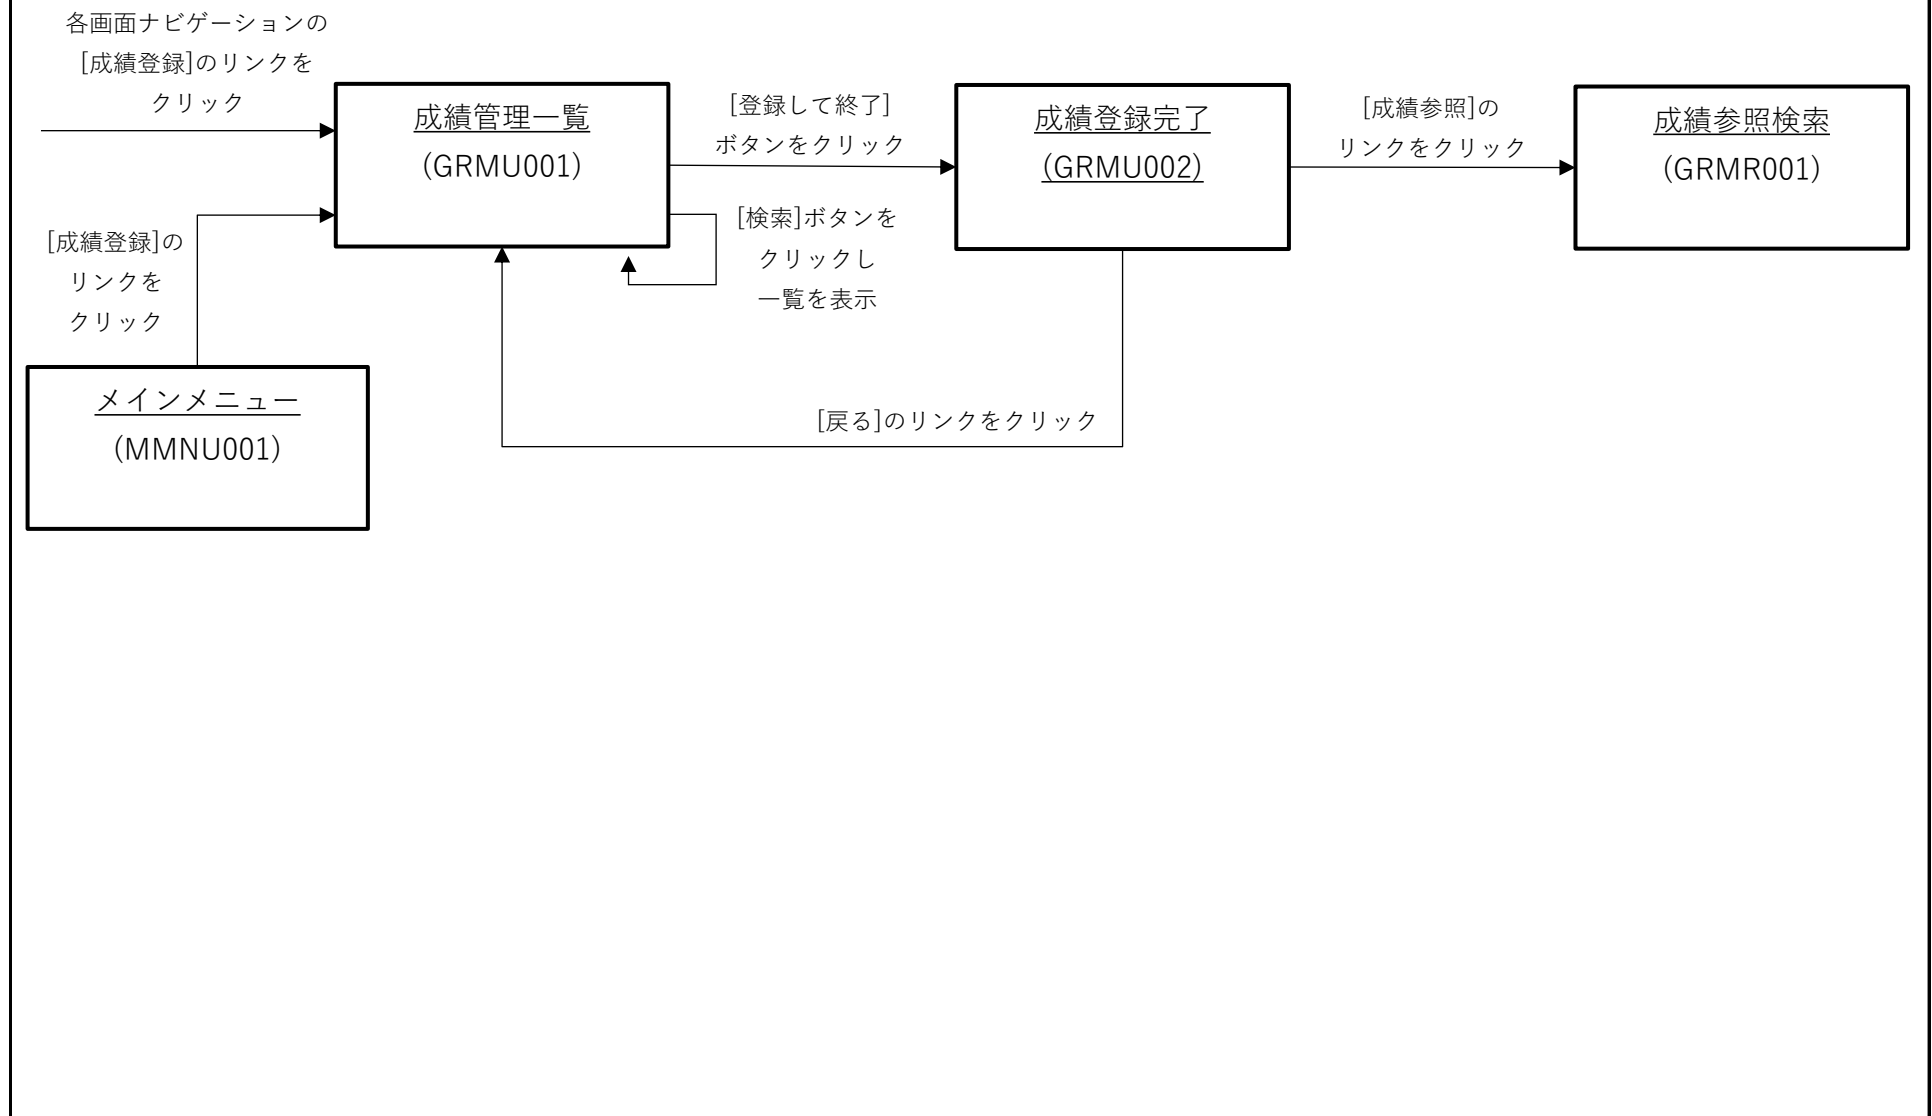 各画面ナビゲーションの
[成績登録]のリンクを
クリック
成績管理一覧
(GRMU001)
[登録して終了]
ボタンをクリック
成績登録完了
(GRMU002)
[成績参照]の
リンクをクリック
成績参照検索
(GRMR001)
[検索]ボタンを
クリックし
一覧を表示
[成績登録]の
リンクを
クリック
メインメニュー
(MMNU001)
[戻る]のリンクをクリック